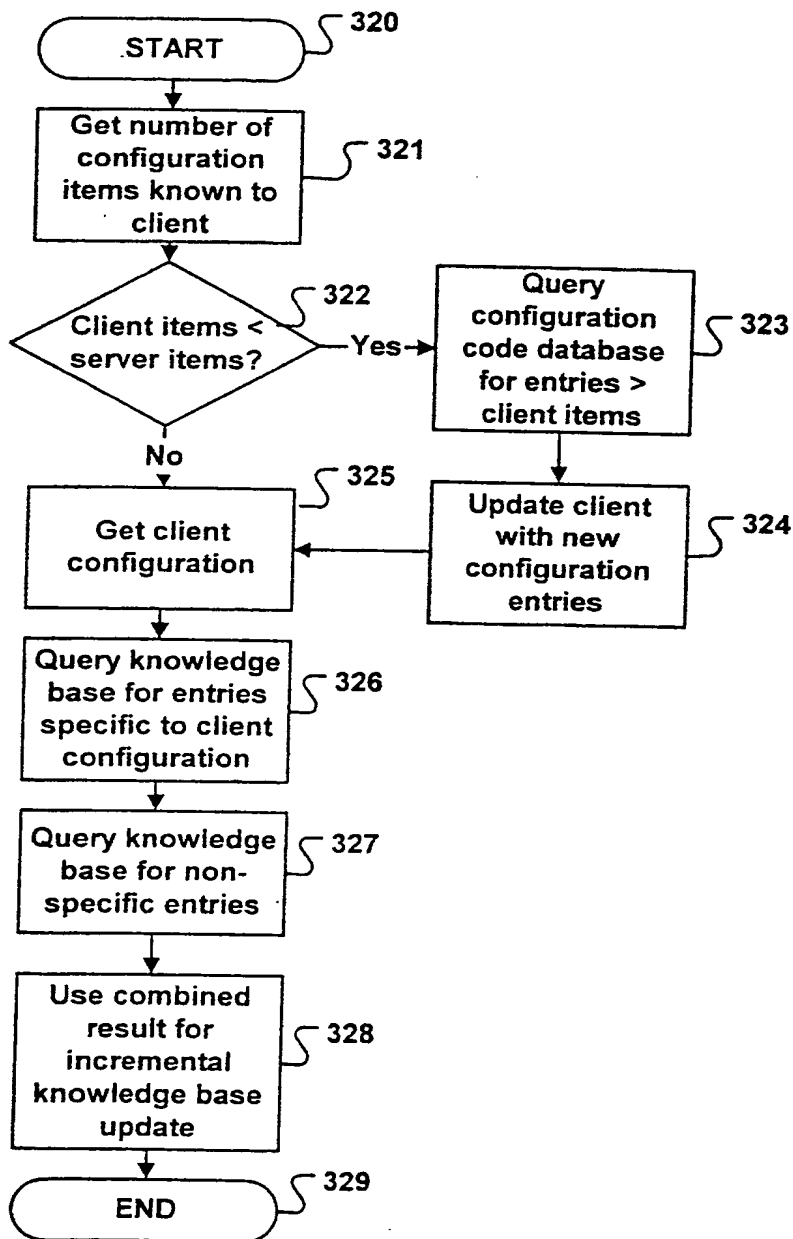 START
320
Get number of
configuration
items known to
client
321
Client items <
server items?
322
Yes
Query
configuration
code database
for entries >
client items
323
No
Update client
with new
configuration
entries
324
Get client
configuration
325
Query knowledge
base for entries
specific to client
configuration
326
Query knowledge
base for non-
specific entries
327
Use combined
result for
incremental
knowledge base
update
328
END
329